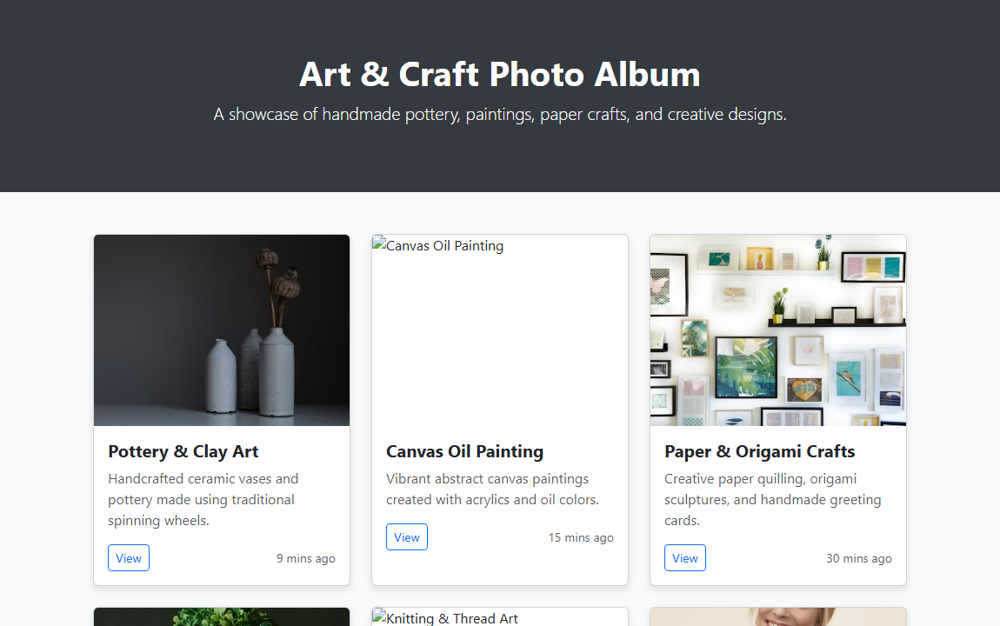 Art & Craft Photo Album
A showcase of handmade pottery, paintings, paper crafts, and creative designs.
Canvas Oil Painting
Pottery & Clay Art
Handcrafted ceramic vases and
pottery made using traditional
spinning wheels.
View
9 mins ago
Canvas Oil Painting
Vibrant abstract canvas paintings
created with acrylics and oil colors.
View
15 mins ago
Paper & Origami Crafts
Creative paper quilling, origami
sculptures, and handmade greeting
cards.
View
30 mins ago
Knitting & Thread Art